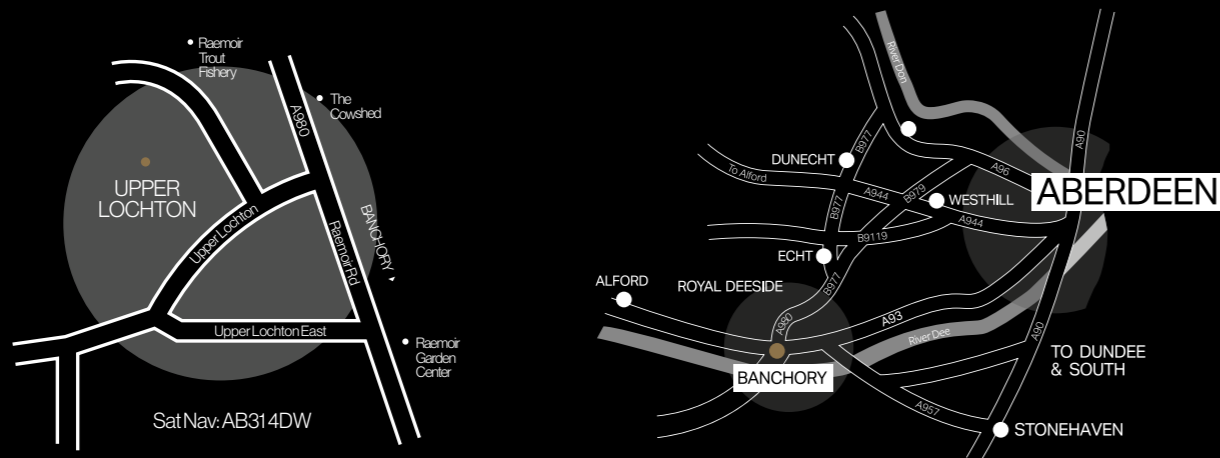 Raemoir
Trout
Fishery
The
Cowshed
A980
UPPER
LOCHTON
Upper Lochton
BANCHORY
Raemoir Rd
Upper Lochton East
Raemoir
Garden
Center
Sat Nav: AB314DW
River Don
A90
B977
DUNECHT
A96
To Alford
A944
B979
WESTHILL
ABERDEEN
B977
A944
B9119
ECHT
B977
ALFORD
ROYAL DEESIDE
A980
A93
River Dee
A90
BANCHORY
TO DUNDEE
& SOUTH
A957
STONEHAVEN